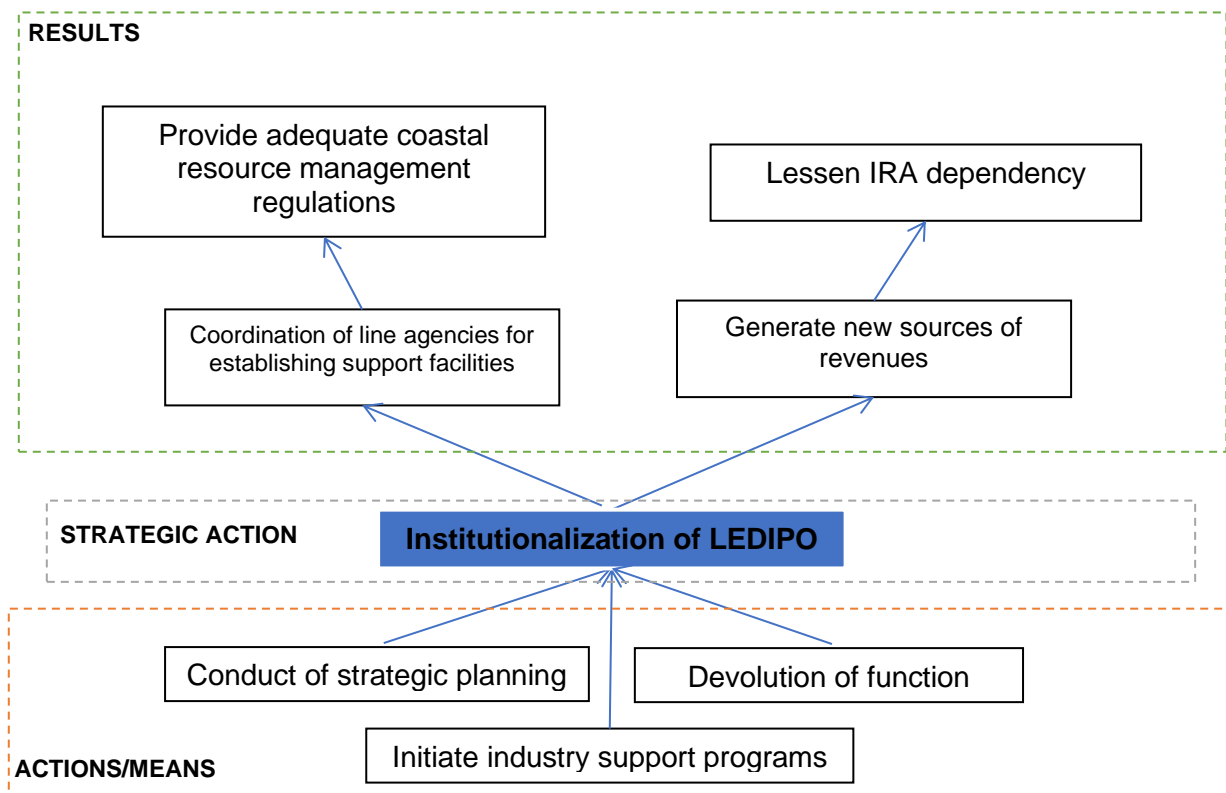 RESULTS
Provide adequate coastal
resource management
regulations
Lessen IRA dependency
Coordination of line agencies for
establishing support facilities
Generate new sources of
revenues
STRATEGIC ACTION
Institutionalization of LEDIPO
Conduct of strategic planning
Devolution of function
Initiate industry support programs
ACTIONS/MEANS